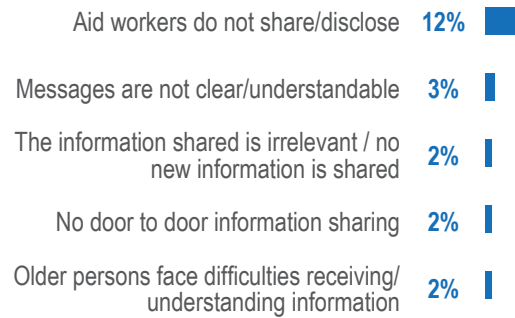 Aid workers do not share/disclose 12%
Messages are not clear/understandable 3%
The information shared is irrelevant / no
new information is shared 2%
No door to door information sharing 2%
Older persons face difficulties receiving/
understanding information 2%